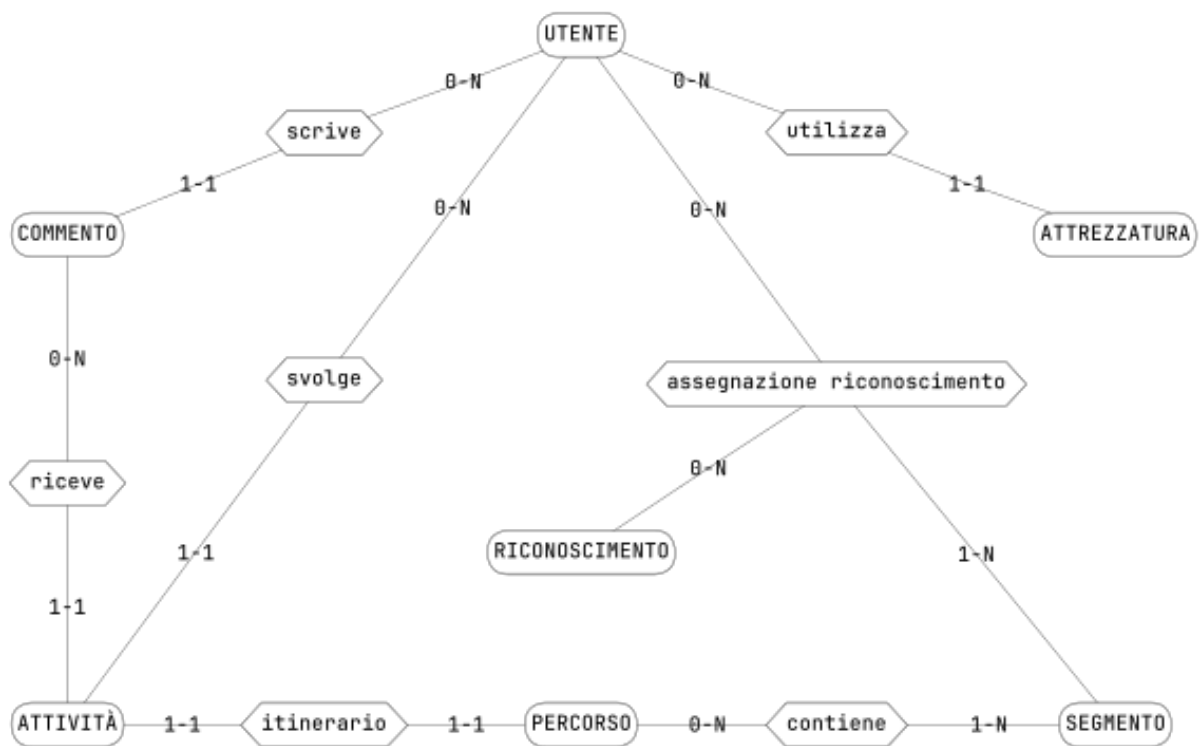 UTENTE
0-N
0-N
scrive
utilizza
1-1
1-1
0-N
0-N
COMMENTO
ATTREZZATURA
0-N
svolge
assegnazione riconoscimento
0-N
riceve
RICONOSCIMENTO
1-1
1-N
1-1
ATTIVITÀ
1-1
itinerario
1-1
PERCORSO
0-N
contiene
1-N
SEGMENTO